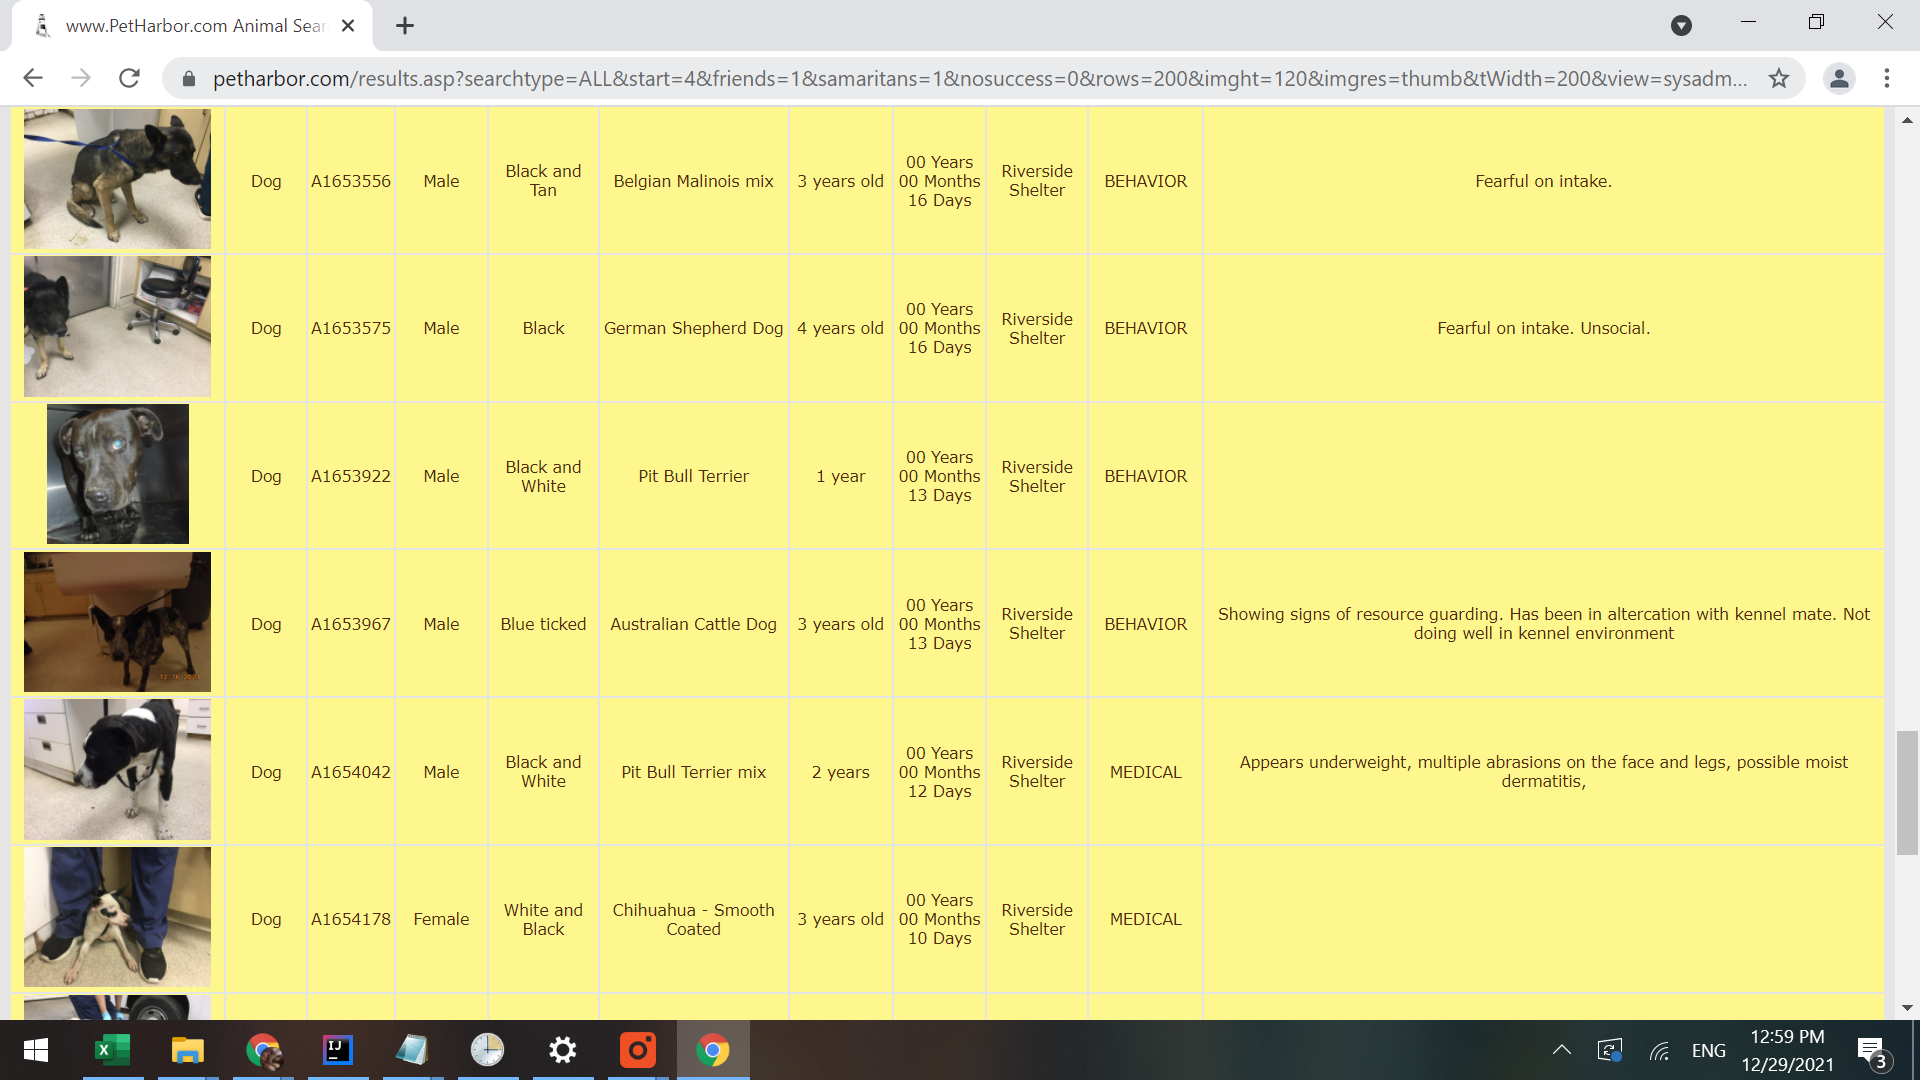 www.PetHarbor.com Animal Sear
petharbor.com/results.asp?searchtype=ALL&start=4&friends=1&samaritans=1&nosuccess=0&rows=200&imght=120&imgres=thumb&tWidth=200&view=sysadm...
Dog
A1653556
Male
Black and
Tan
Belgian Malinois mix
3 years old
00 Years
00 Months
16 Days
Riverside
Shelter
BEHAVIOR
Fearful on intake.
Dog
A1653575
Male
Black
German Shepherd Dog
4 years old
00 Years
00 Months
16 Days
Riverside
Shelter
BEHAVIOR
Fearful on intake. Unsocial.
Dog
A1653922
Male
Black and
White
Pit Bull Terrier
1 year
00 Years
00 Months
13 Days
Riverside
Shelter
BEHAVIOR
Dog
A1653967
Male
Blue ticked
Australian Cattle Dog
3 years old
00 Years
00 Months
13 Days
Riverside
Shelter
BEHAVIOR
Showing signs of resource guarding. Has been in altercation with kennel mate. Not
doing well in kennel environment
Dog
A1654042
Male
Black and
White
Pit Bull Terrier mix
2 years
00 Years
00 Months
12 Days
Riverside
Shelter
MEDICAL
Appears underweight, multiple abrasions on the face and legs, possible moist
dermatitis,
Dog
A1654178
Female
White and
Black
Chihuahua - Smooth
Coated
3 years old
00 Years
00 Months
10 Days
Riverside
Shelter
MEDICAL
IJ
ENG
12:59 PM
12/29/2021
3